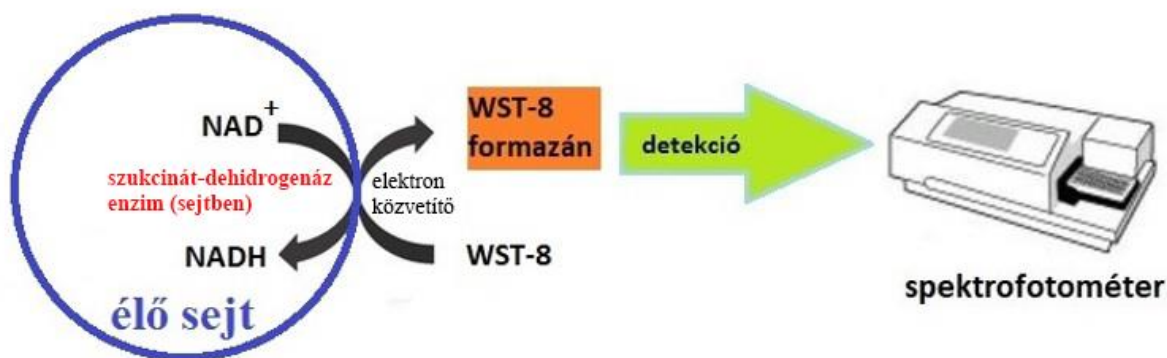 NAD+
szukcinát-dehidrogenáz
enzim (sejtben)
NADH
élő sejt
elektron
közvetítő
WST-8
formazán
WST-8
detekció
spektrofotométer